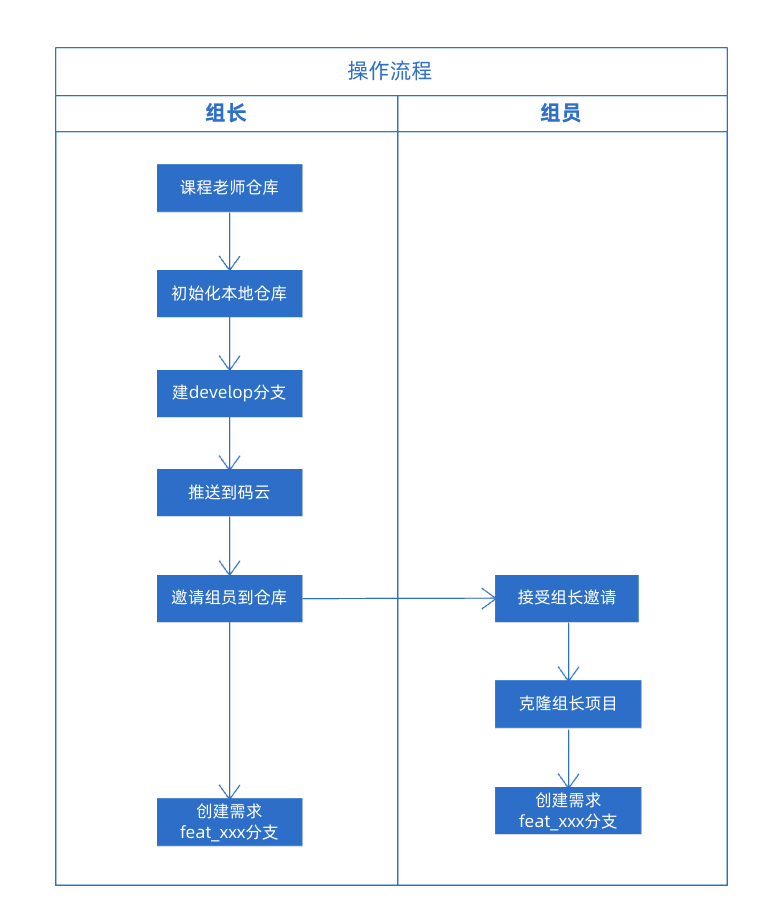 操作流程
组长
组员
课程老师仓库
初始化本地仓库
建develop分支
推送到码云
邀请组员到仓库
接受组长邀请
克隆组长项目
创建需求
feat_xxx分支
创建需求
feat_xxx分支